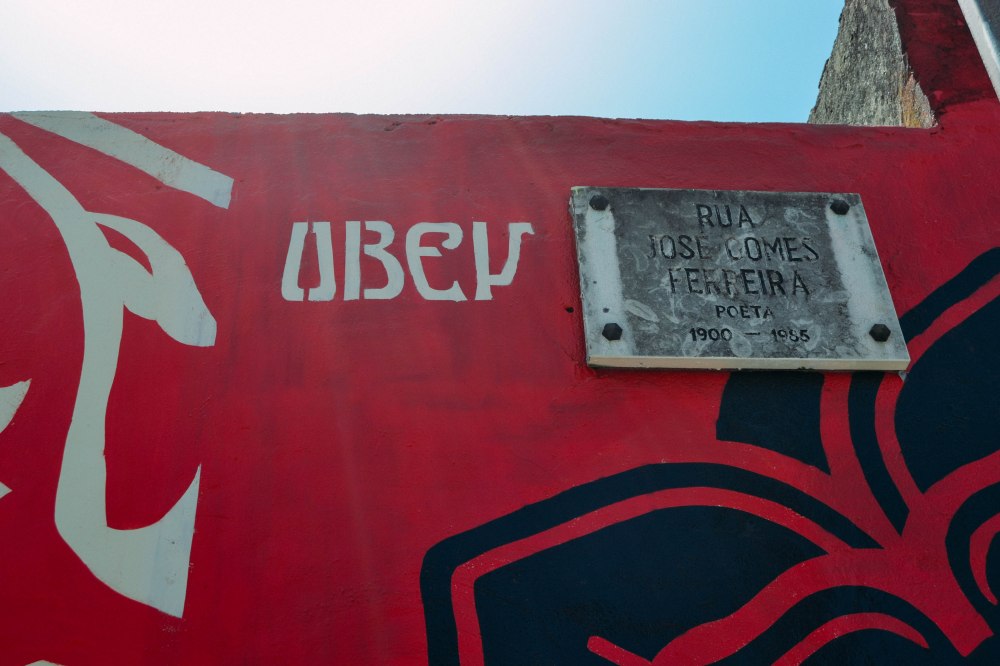 OBEY
RUA
JOSÉ GOMES
FERREIRA
POETA
1900 — 1985